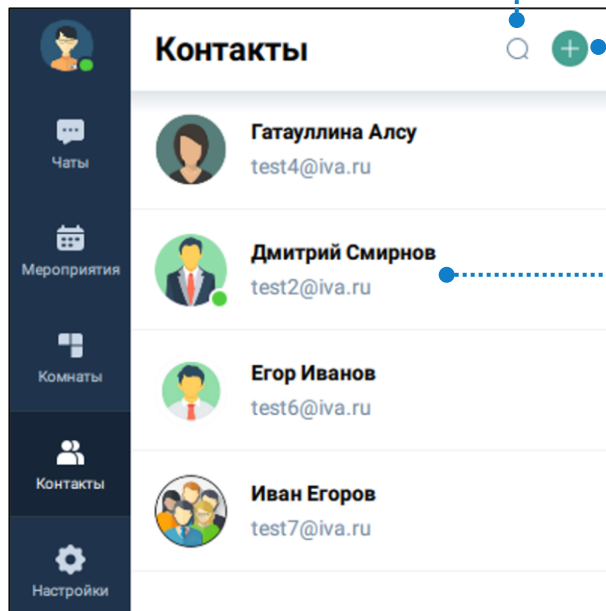 Контакты
Чаты
Мероприятия
Комнаты
Контакты
Настройки
Гатауллина Алсу
test4@iva.ru
Дмитрий Смирнов
test2@iva.ru
Егор Иванов
test6@iva.ru
Иван Егоров
test7@iva.ru